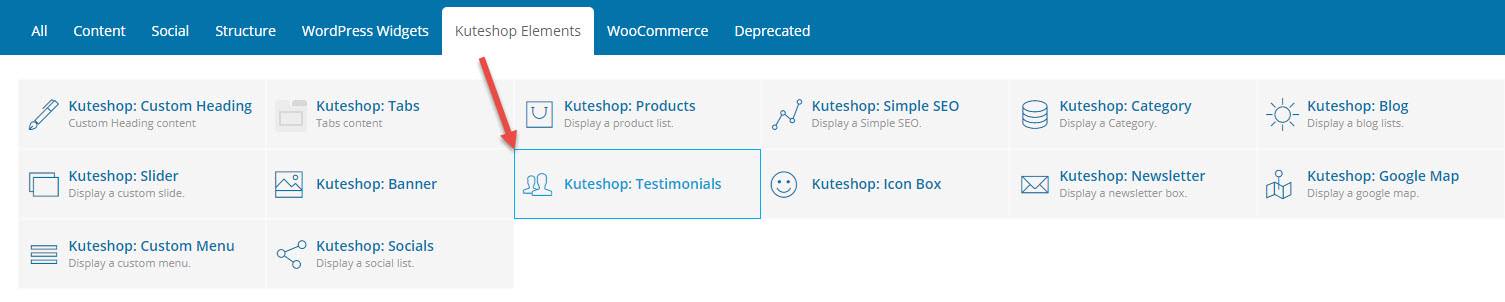 All Content Social Structure WordPress Widgets Kuteshop Elements WooCommerce Deprecated
Kuteshop: Custom Heading
Custom Heading content
Kuteshop: Tabs
Tabs content
Kuteshop: Products
Display a product list.
Kuteshop: Simple SEO
Display a Simple SEO.
Kuteshop: Category
Display a Category.
Kuteshop: Blog
Display a blog lists.
Kuteshop: Slider
Display a custom slide.
Kuteshop: Banner
Kuteshop: Testimonials
Kuteshop: Icon Box
Kuteshop: Newsletter
Display a newsletter box.
Kuteshop: Google Map
Display a google map.
Kuteshop: Custom Menu
Display a custom menu.
Kuteshop: Socials
Display a social list.